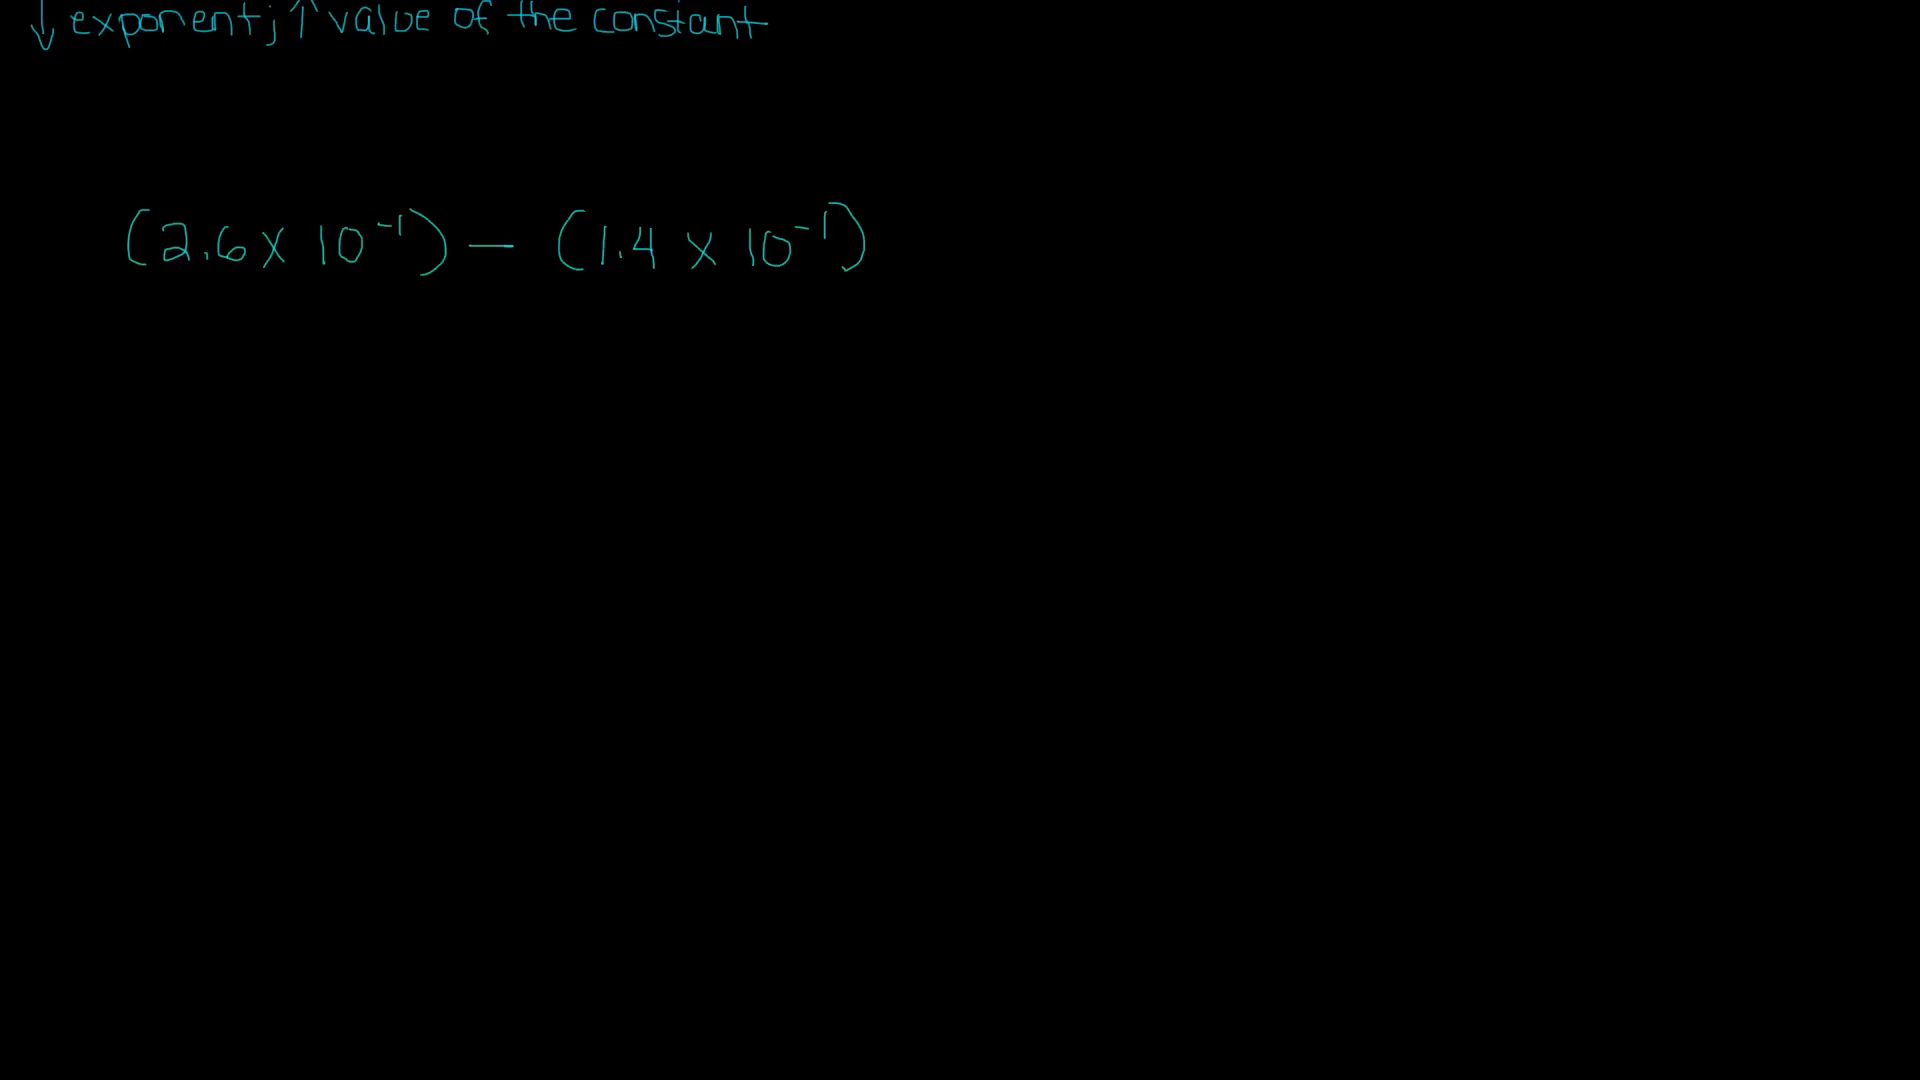 ↓ exponent; ↑ value of the constant
(2.6 x 10⁻¹) — (1.4 x 10⁻¹)